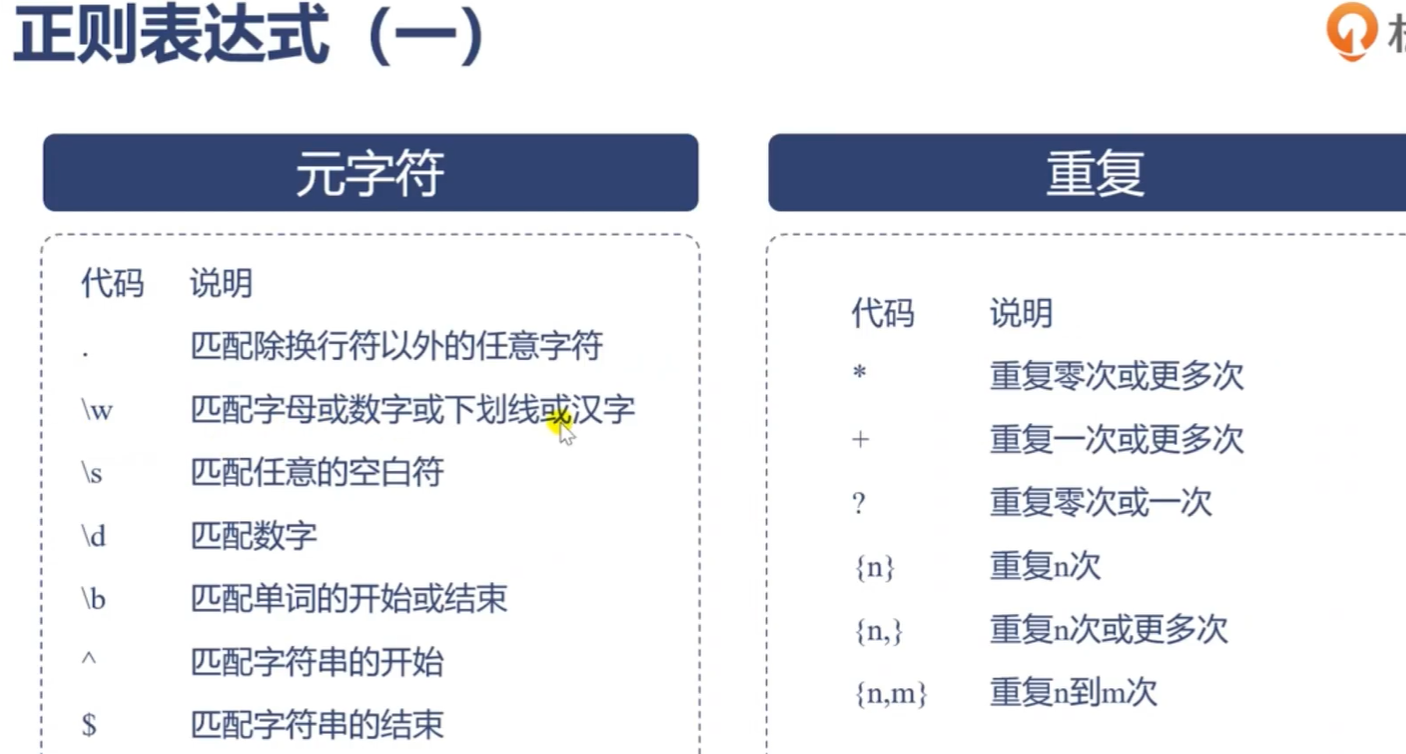 正则表达式（一）
元字符
代码 说明
. 匹配除换行符以外的任意字符
\w 匹配字母或数字或下划线或汉字
\s 匹配任意的空白符
\d 匹配数字
\b 匹配单词的开始或结束
^ 匹配字符串的开始
$ 匹配字符串的结束
重复
代码 说明
* 重复零次或更多次
+ 重复一次或更多次
? 重复零次或一次
{n} 重复n次
{n,} 重复n次或更多次
{n,m} 重复n到m次